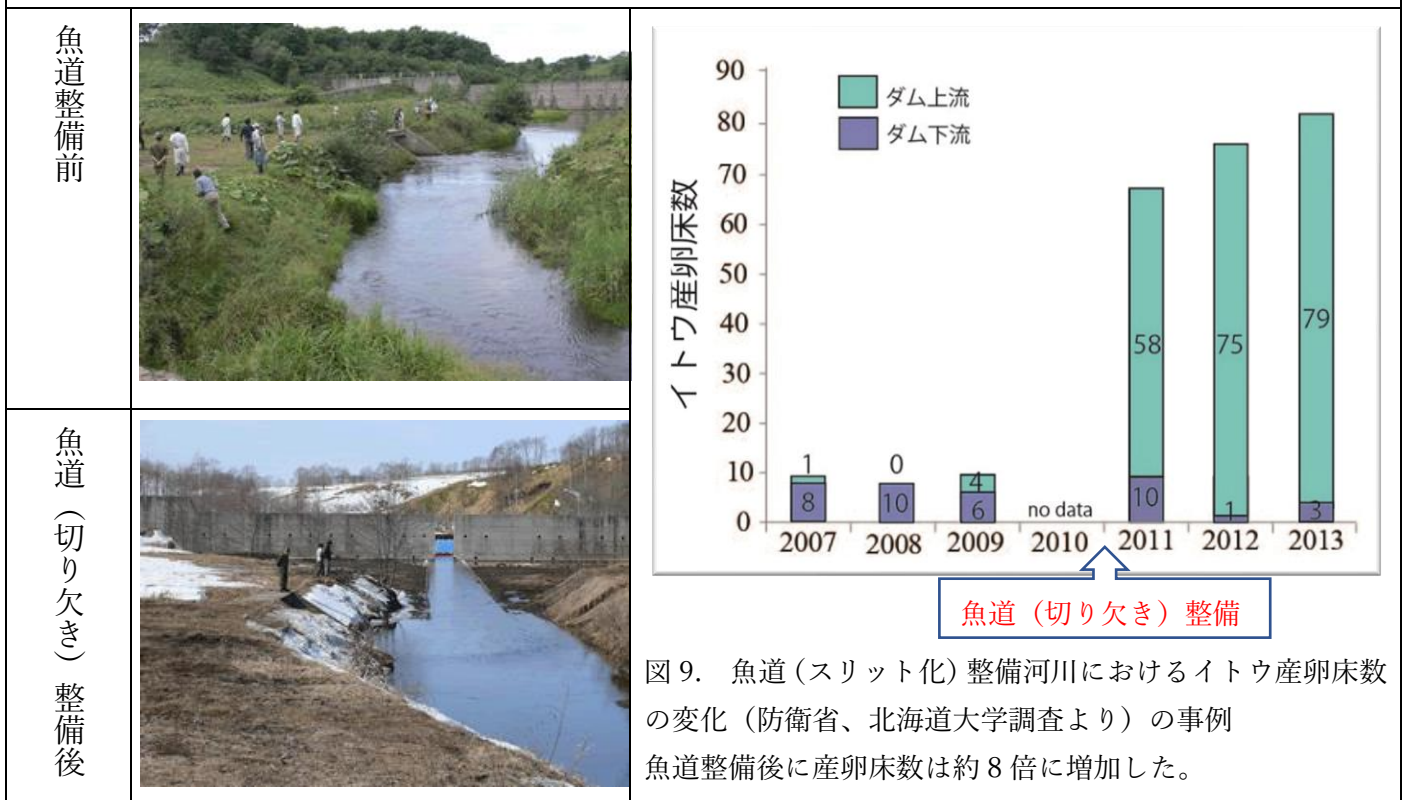 魚道整備前
魚道（切り欠き）整備後
90
80
70
60
50
40
30
20
10
0
イトウ産卵床数
ダム上流
ダム下流
1
8
0
10
4
6
no data
58
10
75
1
79
3
2007
2008
2009
2010
2011
2012
2013
魚道（切り欠き）整備
図 9.　魚道 (スリット化) 整備河川におけるイトウ産卵床数
の変化（防衛省、北海道大学調査より）の事例
魚道整備後に産卵床数は約 8 倍に増加した。